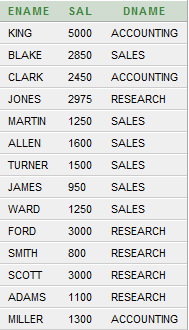 ENAME SAL DNAME
KING 5000 ACCOUNTING
BLAKE 2850 SALES
CLARK 2450 ACCOUNTING
JONES 2975 RESEARCH
MARTIN 1250 SALES
ALLEN 1600 SALES
TURNER 1500 SALES
JAMES 950 SALES
WARD 1250 SALES
FORD 3000 RESEARCH
SMITH 800 RESEARCH
SCOTT 3000 RESEARCH
ADAMS 1100 RESEARCH
MILLER 1300 ACCOUNTING